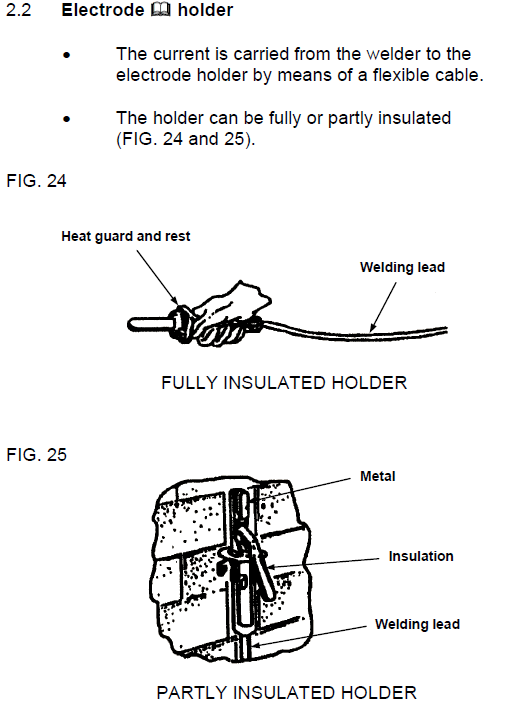 2.2 Electrode holder
• The current is carried from the welder to the
electrode holder by means of a flexible cable.
• The holder can be fully or partly insulated
(FIG. 24 and 25).
FIG. 24
Heat guard and rest
Welding lead
FULLY INSULATED HOLDER
FIG. 25
Metal
Insulation
Welding lead
PARTLY INSULATED HOLDER